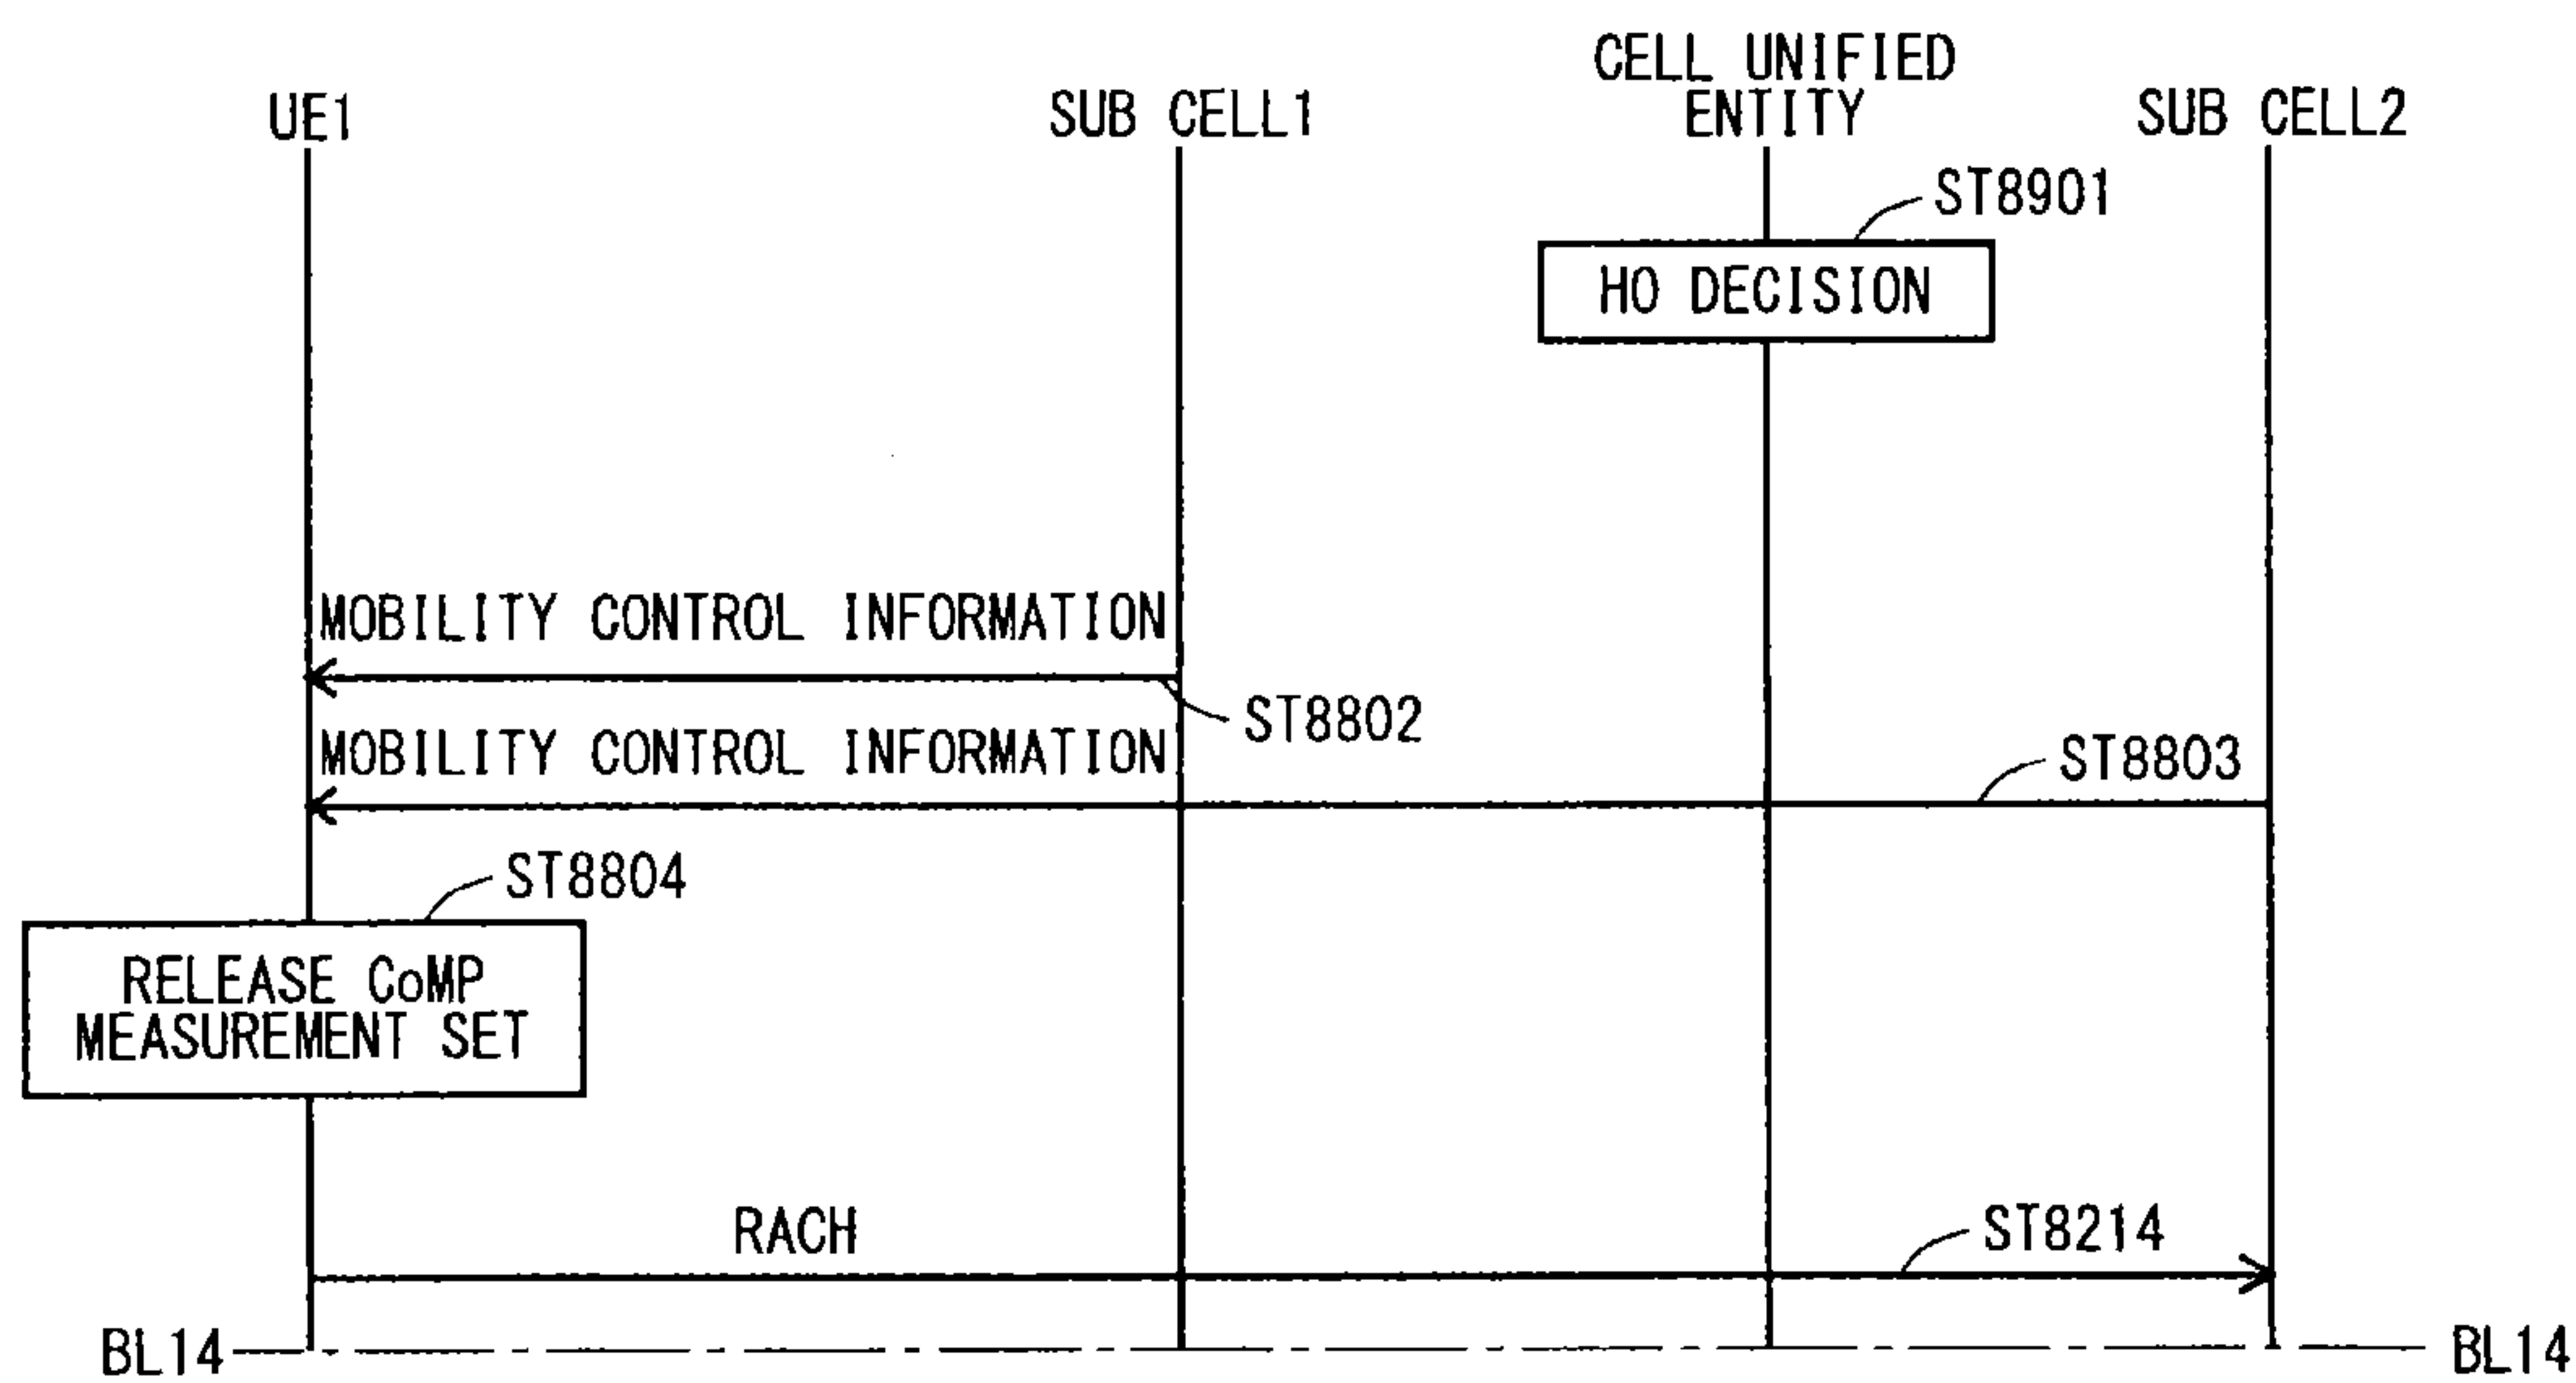 UE1
SUB CELL1
CELL UNIFIED
ENTITY
SUB CELL2
ST8901
HO DECISION
MOBILITY CONTROL INFORMATION
ST8802
MOBILITY CONTROL INFORMATION
ST8803
ST8804
RELEASE CoMP
MEASUREMENT SET
RACH
ST8214
BL14
BL14